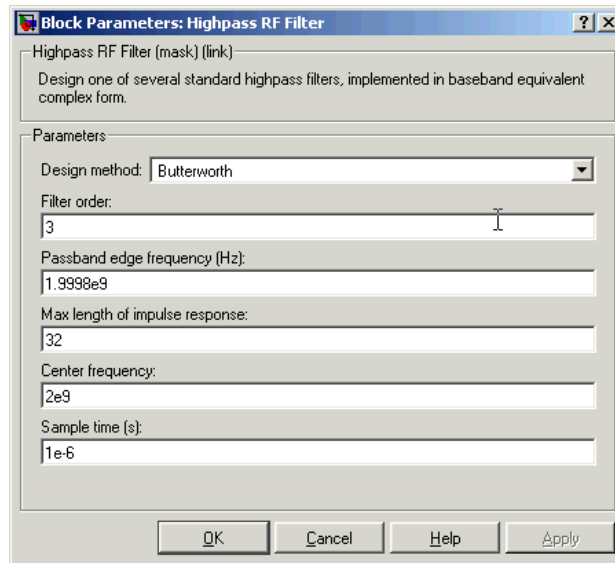 Block Parameters: Highpass RF Filter
Highpass RF Filter (mask) (link)
Design one of several standard highpass filters, implemented in baseband equivalent
complex form.
Parameters
Design method: Butterworth
Filter order:
3
Passband edge frequency (Hz):
1.9998e9
Max length of impulse response:
32
Center frequency:
2e9
Sample time (s):
1e-6
OK Cancel Help Apply